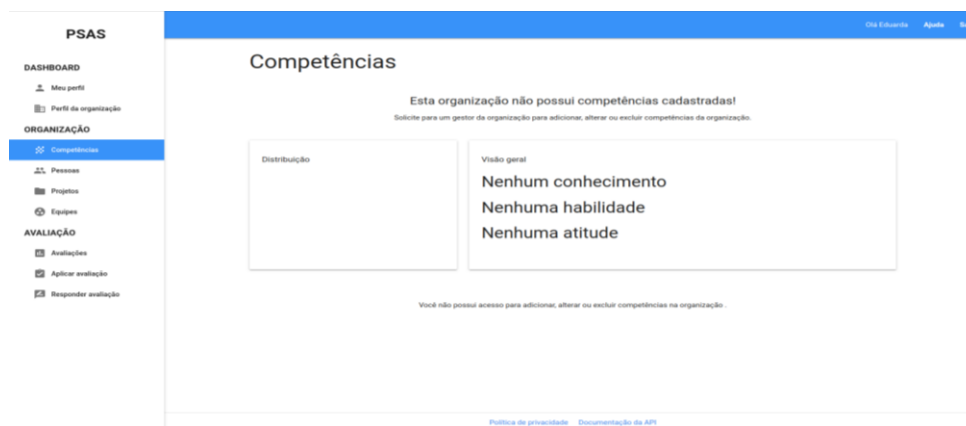 PSAS
Olá Eduarda Ajuda
DASHBOARD
Meu perfil
Perfil da organização
ORGANIZAÇÃO
Competências
Pessoas
Projetos
Equipes
AVALIAÇÃO
Avaliações
Aplicar avaliação
Responder avaliação
Competências
Esta organização não possui competências cadastradas!
Solicite para um gestor da organização para adicionar, alterar ou excluir competências da organização.
Distribuição
Visão geral
Nenhum conhecimento
Nenhuma habilidade
Nenhuma atitude
Você não possui acesso para adicionar, alterar ou excluir competências na organização .
Política de privacidade Documentação da API